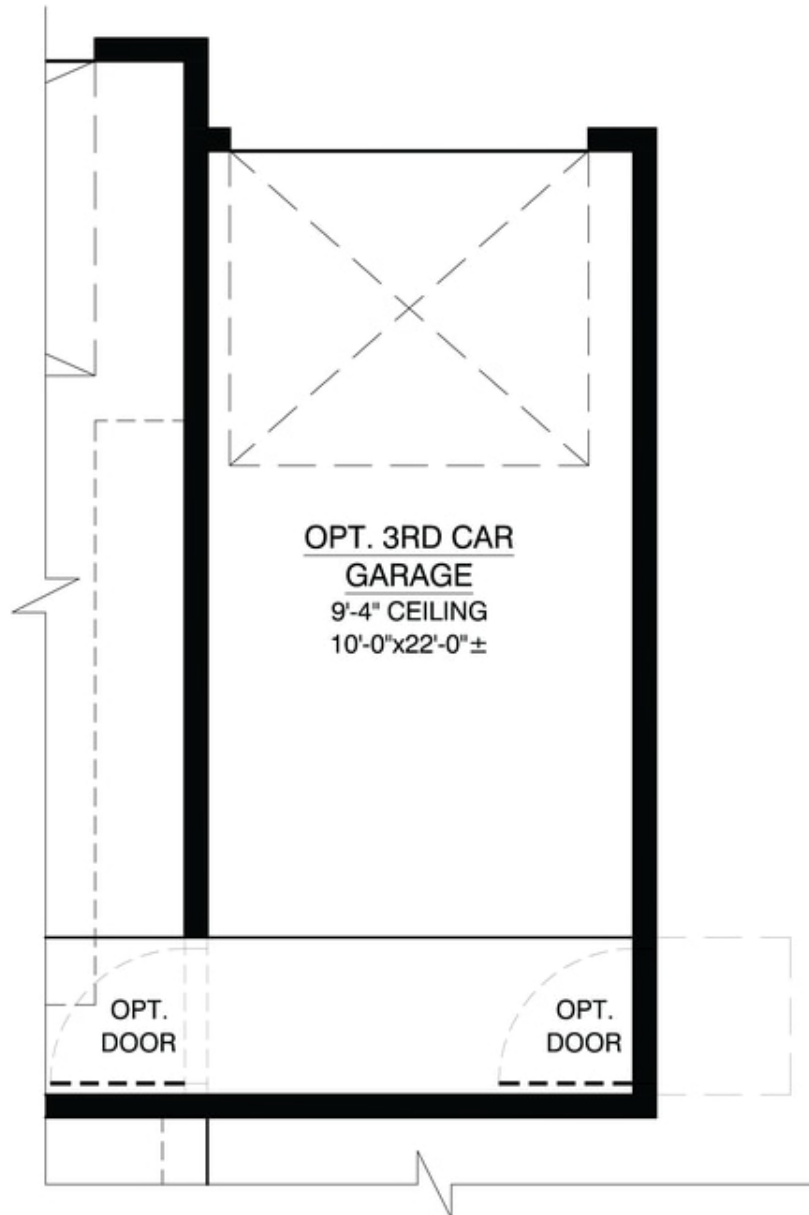 OPT. 3RD CAR
GARAGE
9'-4" CEILING
10'-0"x22'-0"±
OPT.
DOOR
OPT.
DOOR